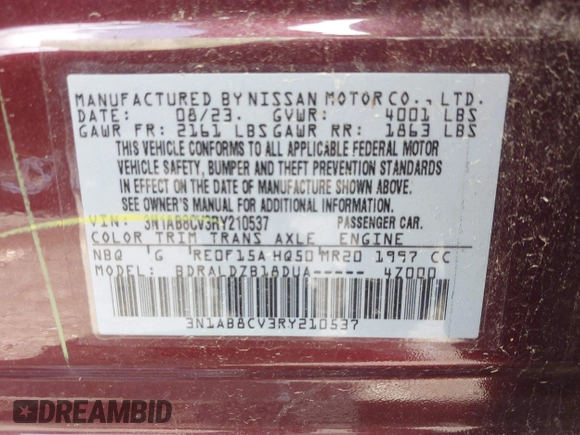 MANUFACTURED BY NISSAN MOTOR CO., LTD.
DATE: 08/23. GVWR: 4001 LBS
GAWR FR: 2161 LBS GAWR RR: 1863 LBS
THIS VEHICLE CONFORMS TO ALL APPLICABLE FEDERAL MOTOR
VEHICLE SAFETY, BUMPER AND THEFT PREVENTION STANDARDS
IN EFFECT ON THE DATE OF MANUFACTURE SHOWN ABOVE.
SEE OWNER'S MANUAL FOR ADDITIONAL INFORMATION.
VIN: 3N1AB8CV3RY210537 PASSENGER CAR.
COLOR TRIM TRANS AXLE ENGINE
NBQ G RE0F15A HQ50 MR20 1997 CC
MODEL: BDRALDZB18DUA----- 4Z000
3N1AB8CV3RY210537
DREAMBID